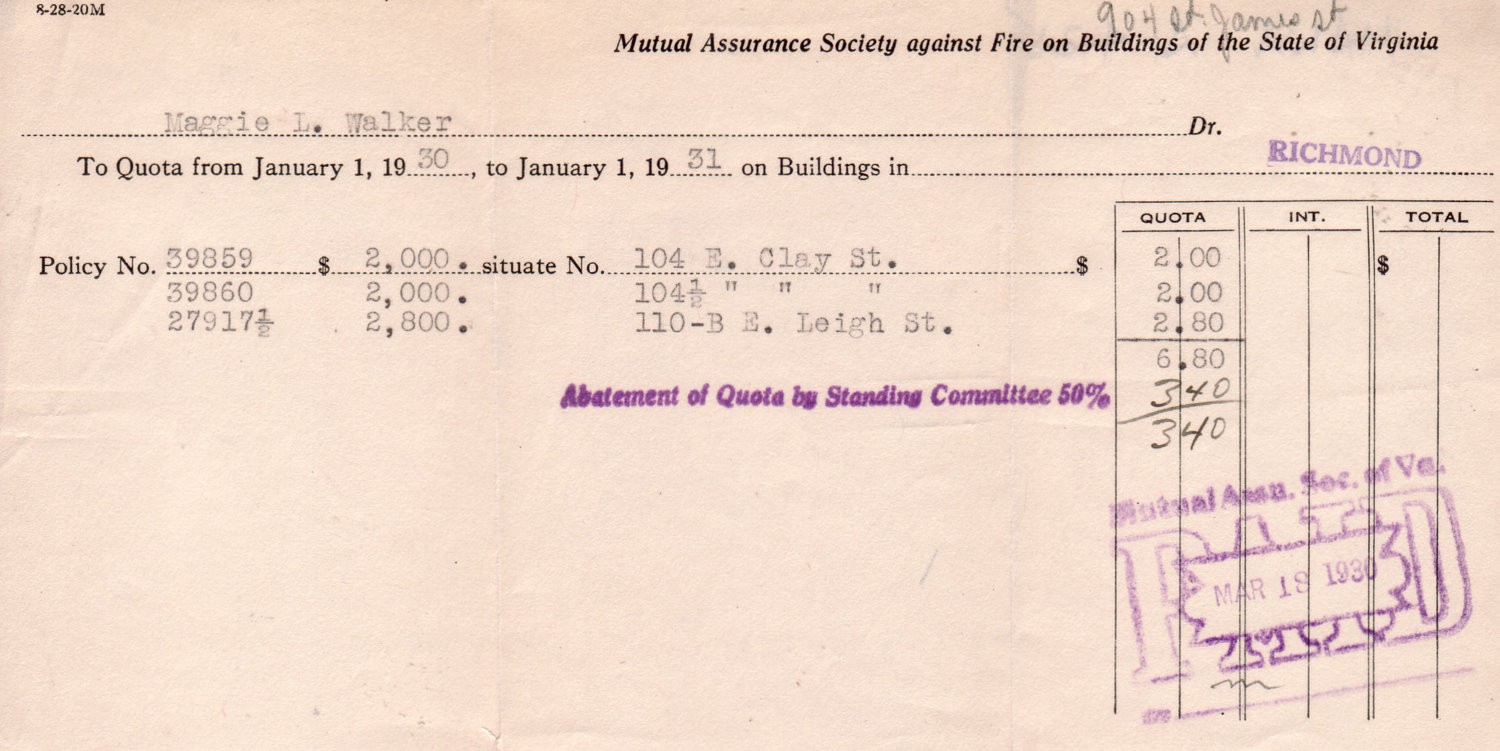 8-28-20M
904 St. James St
Mutual Assurance Society against Fire on Buildings of the State of Virginia
Maggie L. Walker Dr.
To Quota from January 1, 1930, to January 1, 1931 on Buildings in RICHMOND
QUOTA INT. TOTAL
Policy No. 39859 $ 2,000. situate No. 104 E. Clay St. $ 2.00 $
39860 2,000. 104½ " " " 2.00
27917½ 2,800. 110-B E. Leigh St. 2.80
6.80
Abatement of Quota by Standing Committee 50% 3 40
3 40
Mutual Assu. Soc. of Va.
PAID
MAR 18 1930